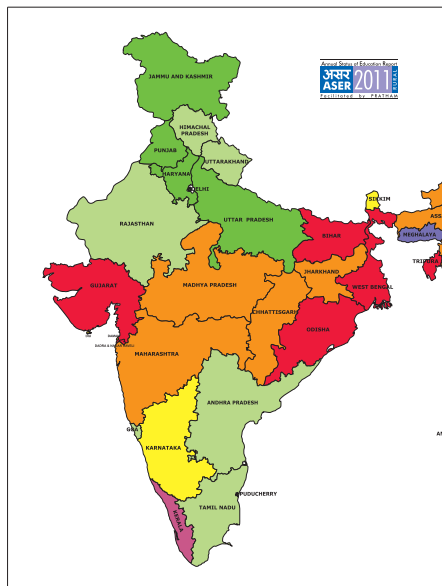 Annual Status of Education Report
असर
ASER
2011
RURAL
Facilitated by PRATHAM
JAMMU AND KASHMIR
HIMACHAL
PRADESH
PUNJAB
UTTARAKHAND
HARYANA
DELHI
SIKKIM
RAJASTHAN
UTTAR PRADESH
ASS
BIHAR
MEGHALAYA
JHARKHAND
TRIPURA
GUJARAT
MADHYA PRADESH
WEST BENGAL
CHHATTISGARH
ODISHA
MAHARASHTRA
ANDHRA PRADESH
GOA
KARNATAKA
AN
PUDUCHERRY
TAMIL NADU
KERALA